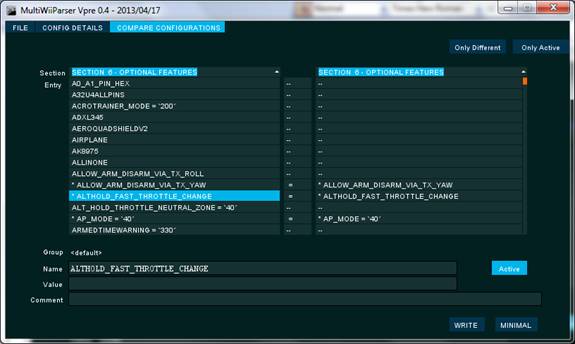 MultiWiiParser Vpre 0.4 - 2013/04/17
FILE CONFIG DETAILS COMPARE CONFIGURATIONS
Only Different Only Active
Section SECTION 6 - OPTIONAL FEATURES SECTION 6 - OPTIONAL FEATURES
Entry A0_A1_PIN_HEX -- --
A32U4ALLPINS -- --
ACROTRAINER_MODE = '200' -- --
ADXL345 -- --
AEROQUADSHIELDV2 -- --
AIRPLANE -- --
AK8975 -- --
ALLINONE -- --
ALLOW_ARM_DISARM_VIA_TX_ROLL -- --
* ALLOW_ARM_DISARM_VIA_TX_YAW = * ALLOW_ARM_DISARM_VIA_TX_YAW
* ALTHOLD_FAST_THROTTLE_CHANGE = * ALTHOLD_FAST_THROTTLE_CHANGE
ALT_HOLD_THROTTLE_NEUTRAL_ZONE = '40' -- --
* AP_MODE = '40' = * AP_MODE = '40'
ARMEDTIMEWARNING = '330' -- --
Group <default>
Name ALTHOLD_FAST_THROTTLE_CHANGE Active
Value
Comment
WRITE MINIMAL